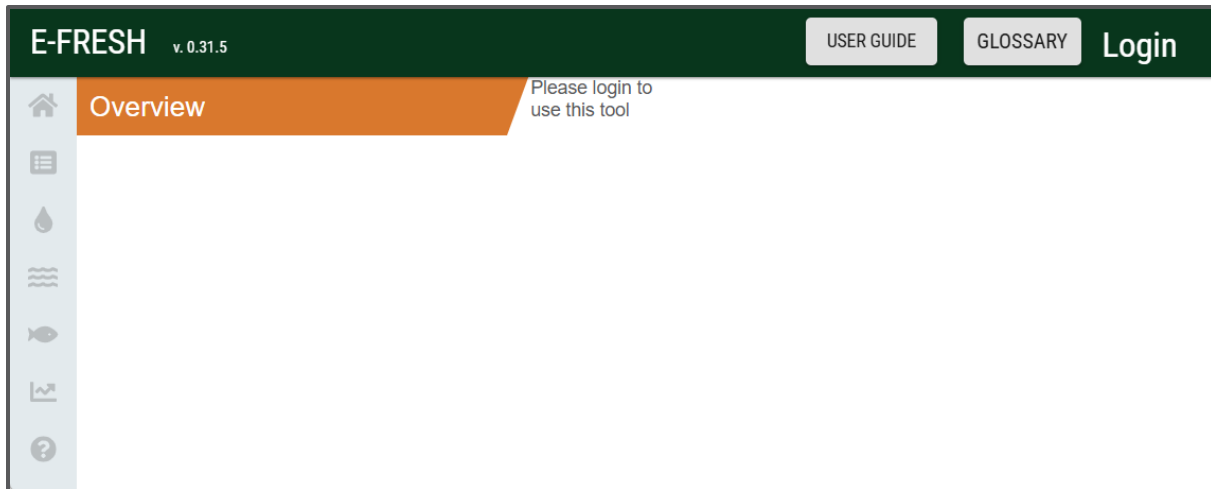 E-FRESH v. 0.31.5 USER GUIDE GLOSSARY Login
Overview
Please login to
use this tool